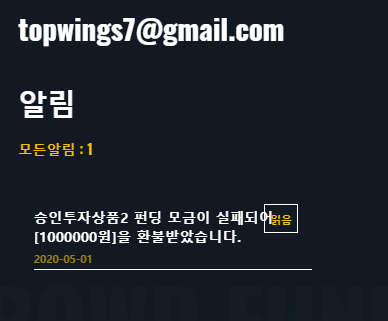 topwings7@gmail.com
알림
모든알림 : 1
승인투자상품2 펀딩 모금이 실패되어
읽음
[1000000원]을 환불받았습니다.
2020-05-01